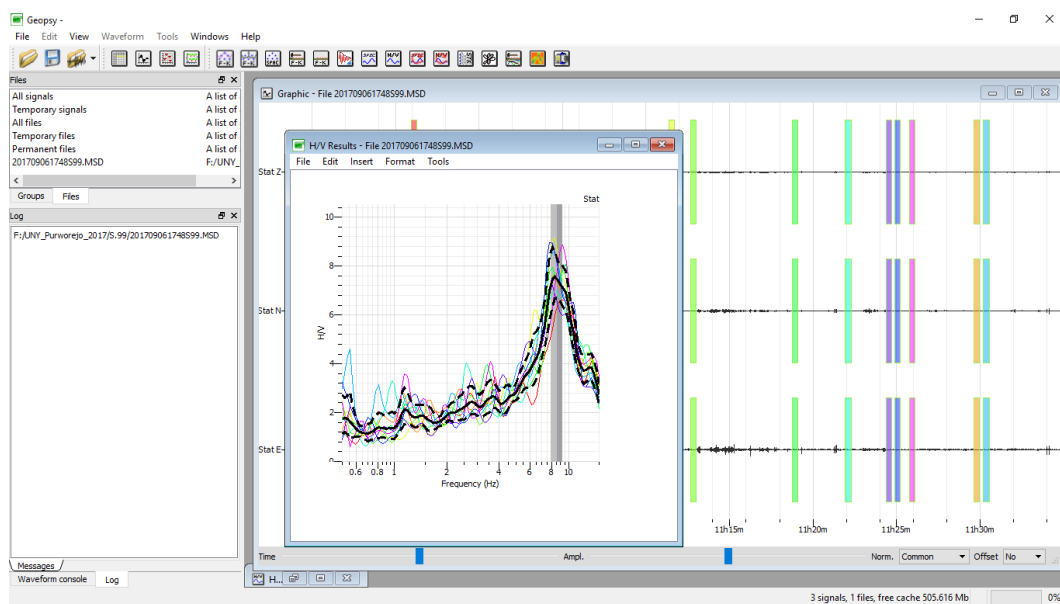 Geopsy -
File Edit View Waveform Tools Windows Help
F-K F-K SPAC F-K F-K SPAC H/V H/V
Files
All signals A list of
Temporary signals A list of
All files A list of
Temporary files A list of
Permanent files A list of
201709061748S99.MSD F:/UNY_
Groups Files
Log
F:/UNY_Purworejo_2017/S.99/201709061748S99.MSD
Messages
Waveform console Log
Graphic - File 201709061748S99.MSD
Stat Z
Stat N
Stat E
11h15m 11h20m 11h25m 11h30m
Time Ampl. Norm. Common Offset No
H/V Results - File 201709061748S99.MSD
File Edit Insert Format Tools
Stat
10
8
6
4
2
0
H/V
0.6 0.8 1 2 4 6 8 10
Frequency (Hz)
H/V H...
3 signals, 1 files, free cache 505.616 Mb 0%